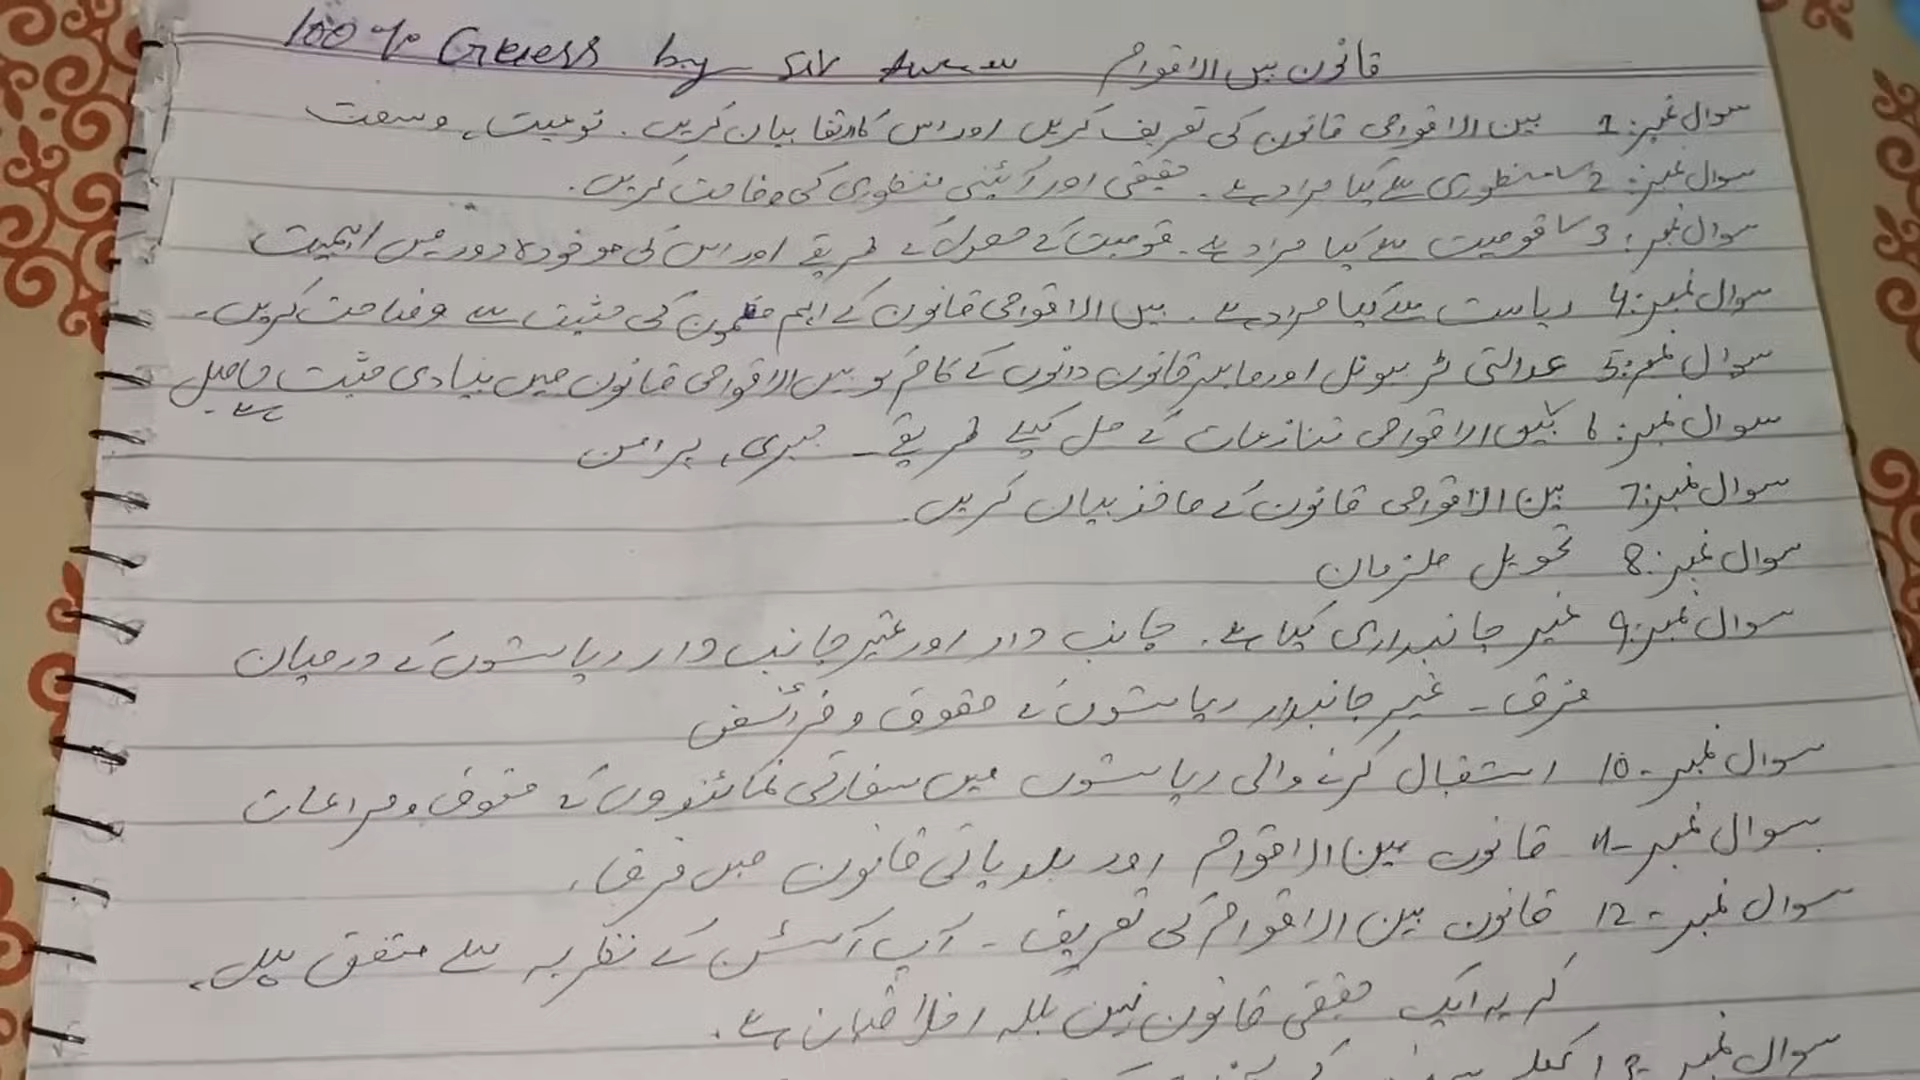 100% Guess by Sir قانون بین الاقوام
سوال نمبر: 1 بین الاقوامی قانون کی تعریف کریں اور اس کا ارتقا بیان کریں۔ نوعیت، وسعت
سوال نمبر: 2 منظوری سے کیا مراد ہے۔ حقیقی اور آئینی منظوری کی وضاحت کریں۔
سوال نمبر: 3 قومیت سے کیا مراد ہے۔ قومیت کے حصول کے طریقے اور اس کی موجودہ دور میں اہمیت
سوال نمبر: 4 ریاست سے کیا مراد ہے۔ بین الاقوامی قانون کے اہم مضمون کی حثیت سے وضاحت کریں۔
سوال نمبر: 5 عدالتی ٹربیونل اور ماہر قانون دانوں کے کام کو بین الاقوامی قانون میں بنیادی حثیت حاصل
ہے۔
سوال نمبر: 6 بین الاقوامی تنازعات کے حل کیلے طریقے۔ جبری، پرامن
سوال نمبر: 7 بین الاقوامی قانون کے ماخذ بیان کریں۔
سوال نمبر: 8 تحویل ملزمان
سوال نمبر: 9 غیر جانبداری کیا ہے۔ جانب دار اور غیر جانب دار ریاستوں کے درمیان
فرق۔ غیر جانبدار ریاستوں کے حقوق و فرائض
سوال نمبر۔ 10 استقبال کرنے والی ریاستوں میں سفارتی نمائندوں کے حقوق و مراعات
سوال نمبر۔ 11 قانون بین الاقوام اور بلدیاتی قانون میں فرق۔
سوال نمبر۔ 12 قانون بین الاقوام کی تعریف۔ آپ آسٹن کے نظریہ سے متفق ہیں۔
کہ یہ ایک حقیقی قانون نہیں بلکہ اخلاقیات ہے۔
سوال نمبر۔